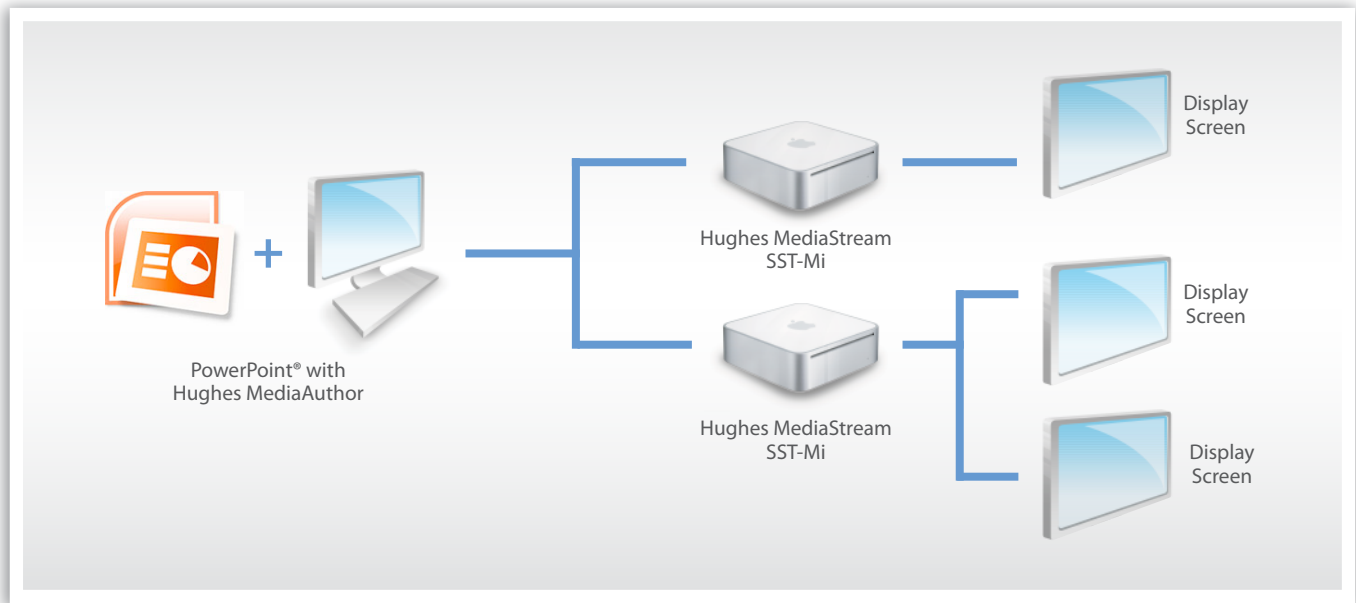 PowerPoint® with
Hughes MediaAuthor
Hughes MediaStream
SST-Mi
Hughes MediaStream
SST-Mi
Display
Screen
Display
Screen
Display
Screen